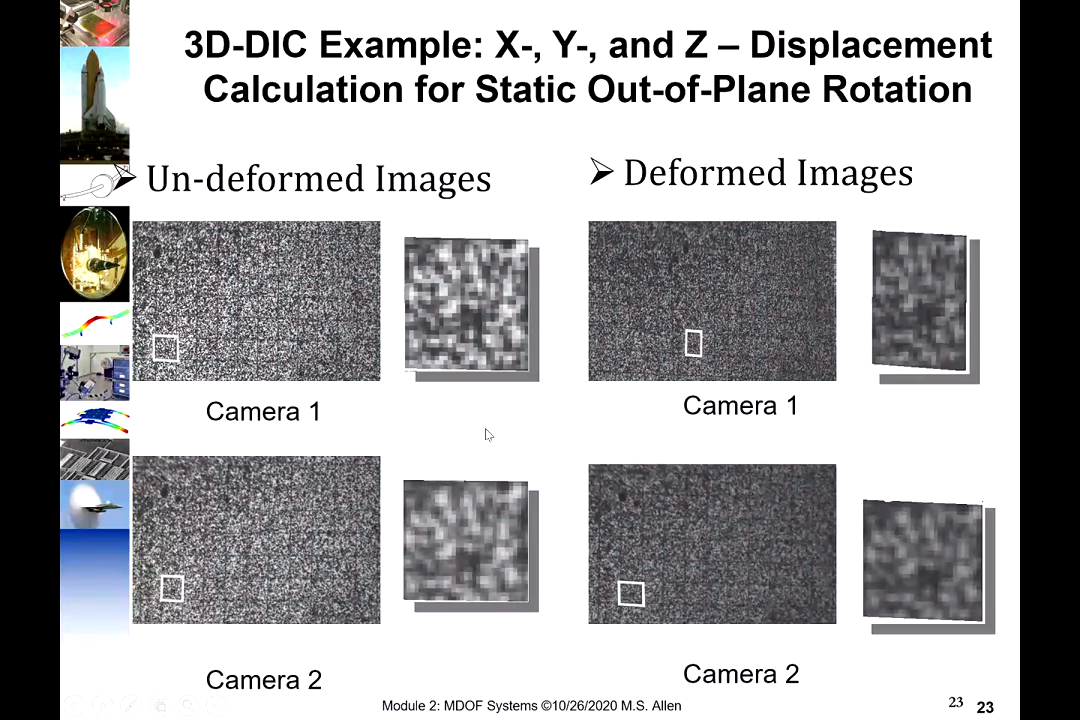 3D-DIC Example: X-, Y-, and Z – Displacement
Calculation for Static Out-of-Plane Rotation
➢ Un-deformed Images
➢ Deformed Images
Camera 1
Camera 1
Camera 2
Camera 2
Module 2: MDOF Systems ©10/26/2020 M.S. Allen
23
23